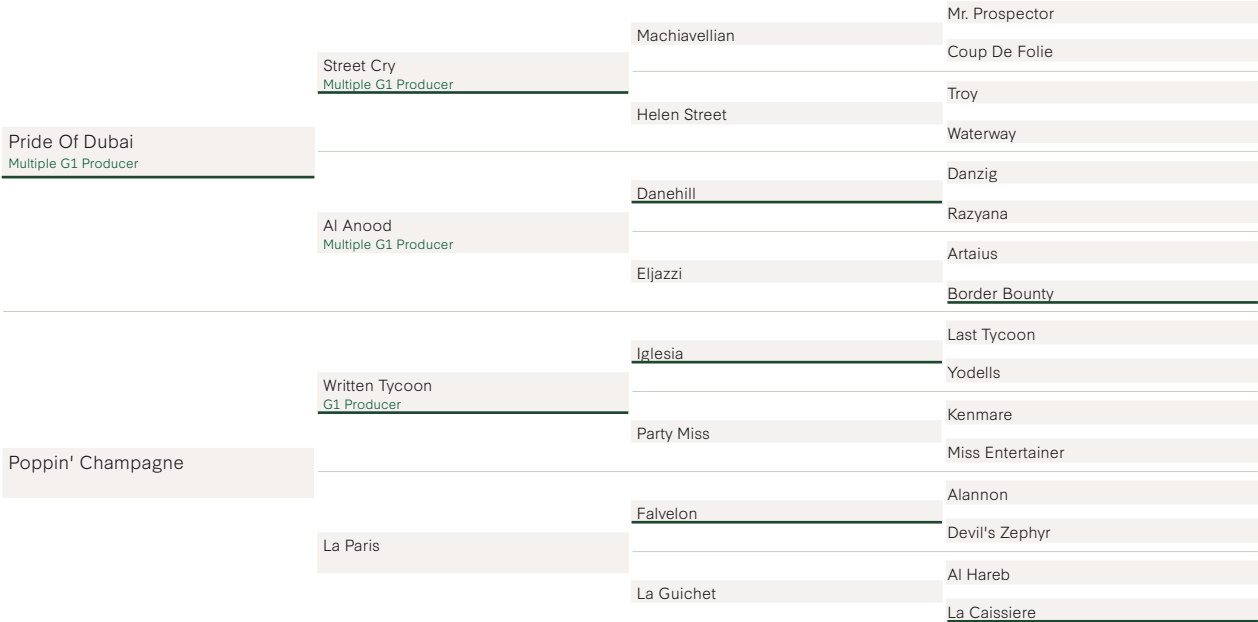 Pride Of Dubai
Multiple G1 Producer
Poppin' Champagne
Street Cry
Multiple G1 Producer
Al Anood
Multiple G1 Producer
Written Tycoon
G1 Producer
La Paris
Machiavellian
Helen Street
Danehill
Eljazzi
Iglesia
Party Miss
Falvelon
La Guichet
Mr. Prospector
Coup De Folie
Troy
Waterway
Danzig
Razyana
Artaius
Border Bounty
Last Tycoon
Yodells
Kenmare
Miss Entertainer
Alannon
Devil's Zephyr
Al Hareb
La Caissiere